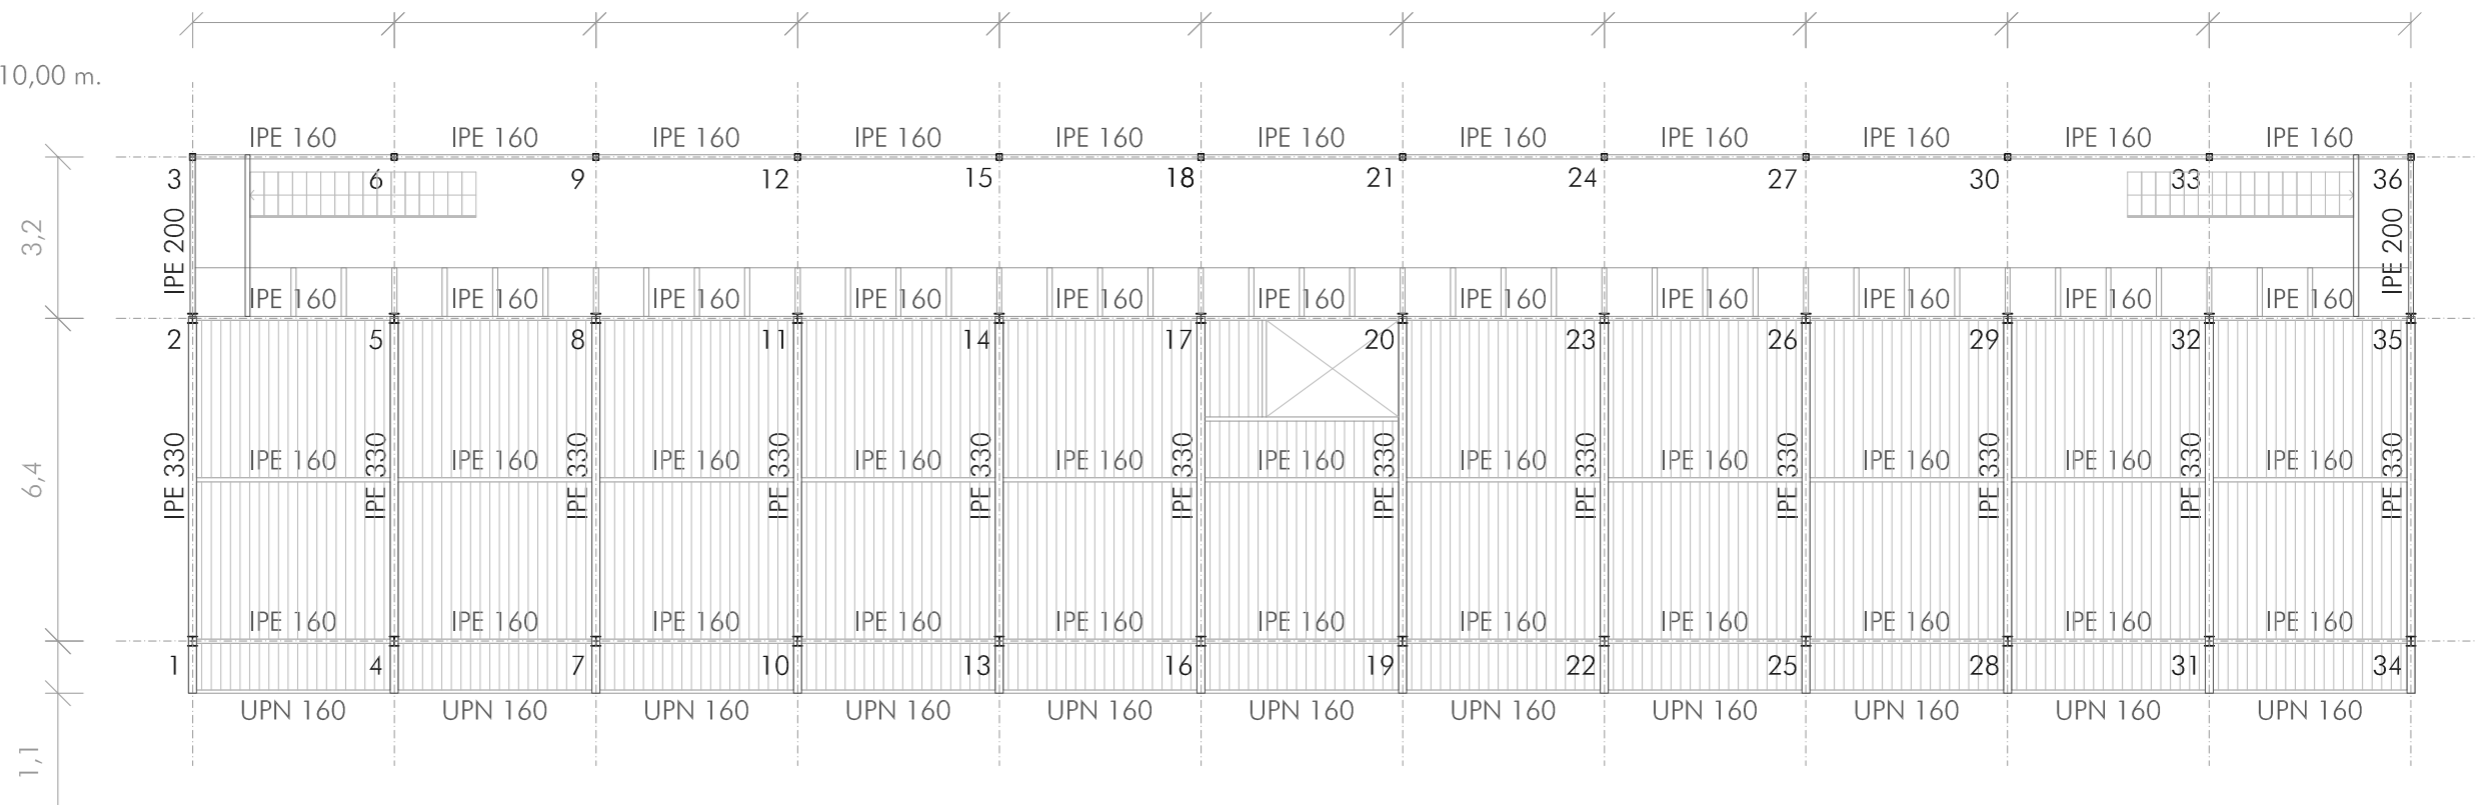 10,00 m.
IPE 160 IPE 160 IPE 160 IPE 160 IPE 160 IPE 160 IPE 160 IPE 160 IPE 160 IPE 160 IPE 160
3 6 9 12 15 18 21 24 27 30 33 36
3,2
IPE 200 IPE 200
IPE 160 IPE 160 IPE 160 IPE 160 IPE 160 IPE 160 IPE 160 IPE 160 IPE 160 IPE 160 IPE 160
2 5 8 11 14 17 20 23 26 29 32 35
IPE 160 IPE 160 IPE 160 IPE 160 IPE 160 IPE 160 IPE 160 IPE 160 IPE 160 IPE 160 IPE 160
6,4
IPE 330 IPE 330 IPE 330 IPE 330 IPE 330 IPE 330 IPE 330 IPE 330 IPE 330 IPE 330 IPE 330 IPE 330
IPE 160 IPE 160 IPE 160 IPE 160 IPE 160 IPE 160 IPE 160 IPE 160 IPE 160 IPE 160 IPE 160
1 4 7 10 13 16 19 22 25 28 31 34
UPN 160 UPN 160 UPN 160 UPN 160 UPN 160 UPN 160 UPN 160 UPN 160 UPN 160 UPN 160 UPN 160
1,1